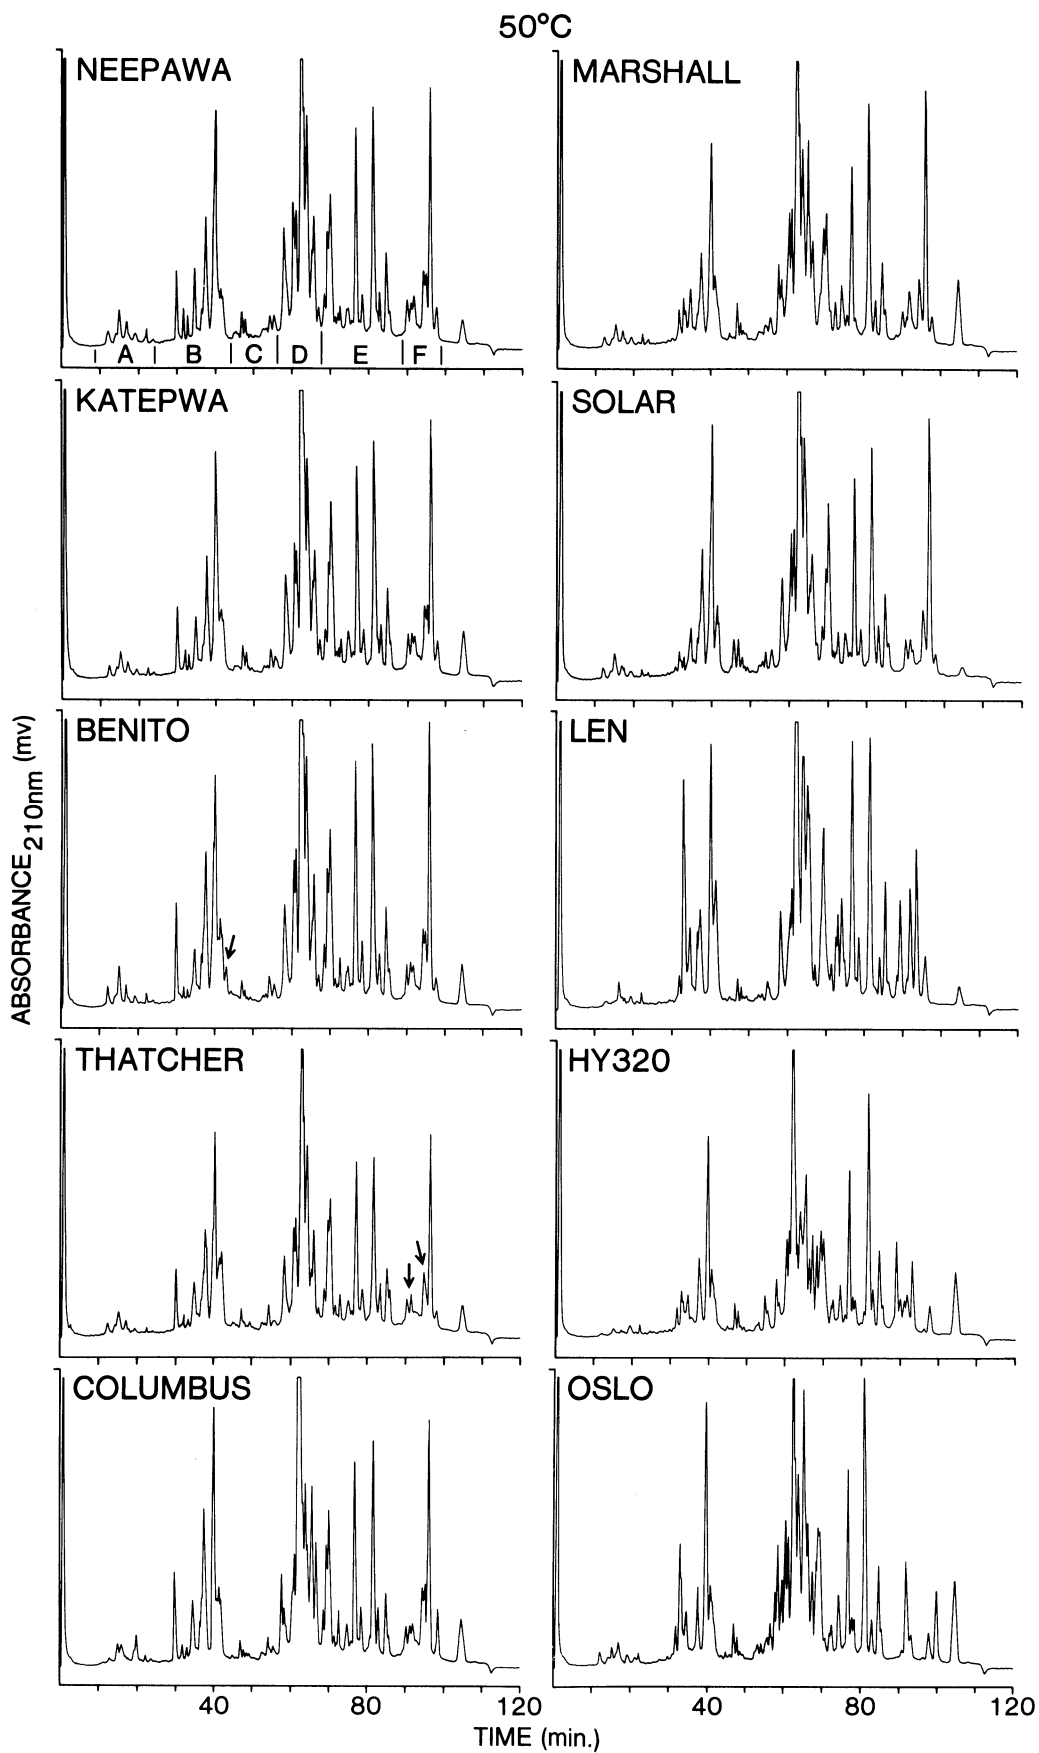 50°C
NEEPAWA
MARSHALL
A B C D E F
KATEPWA
SOLAR
BENITO
LEN
ABSORBANCE210nm (mv)
THATCHER
HY320
COLUMBUS
OSLO
40 80 120
40 80 120
TIME (min.)